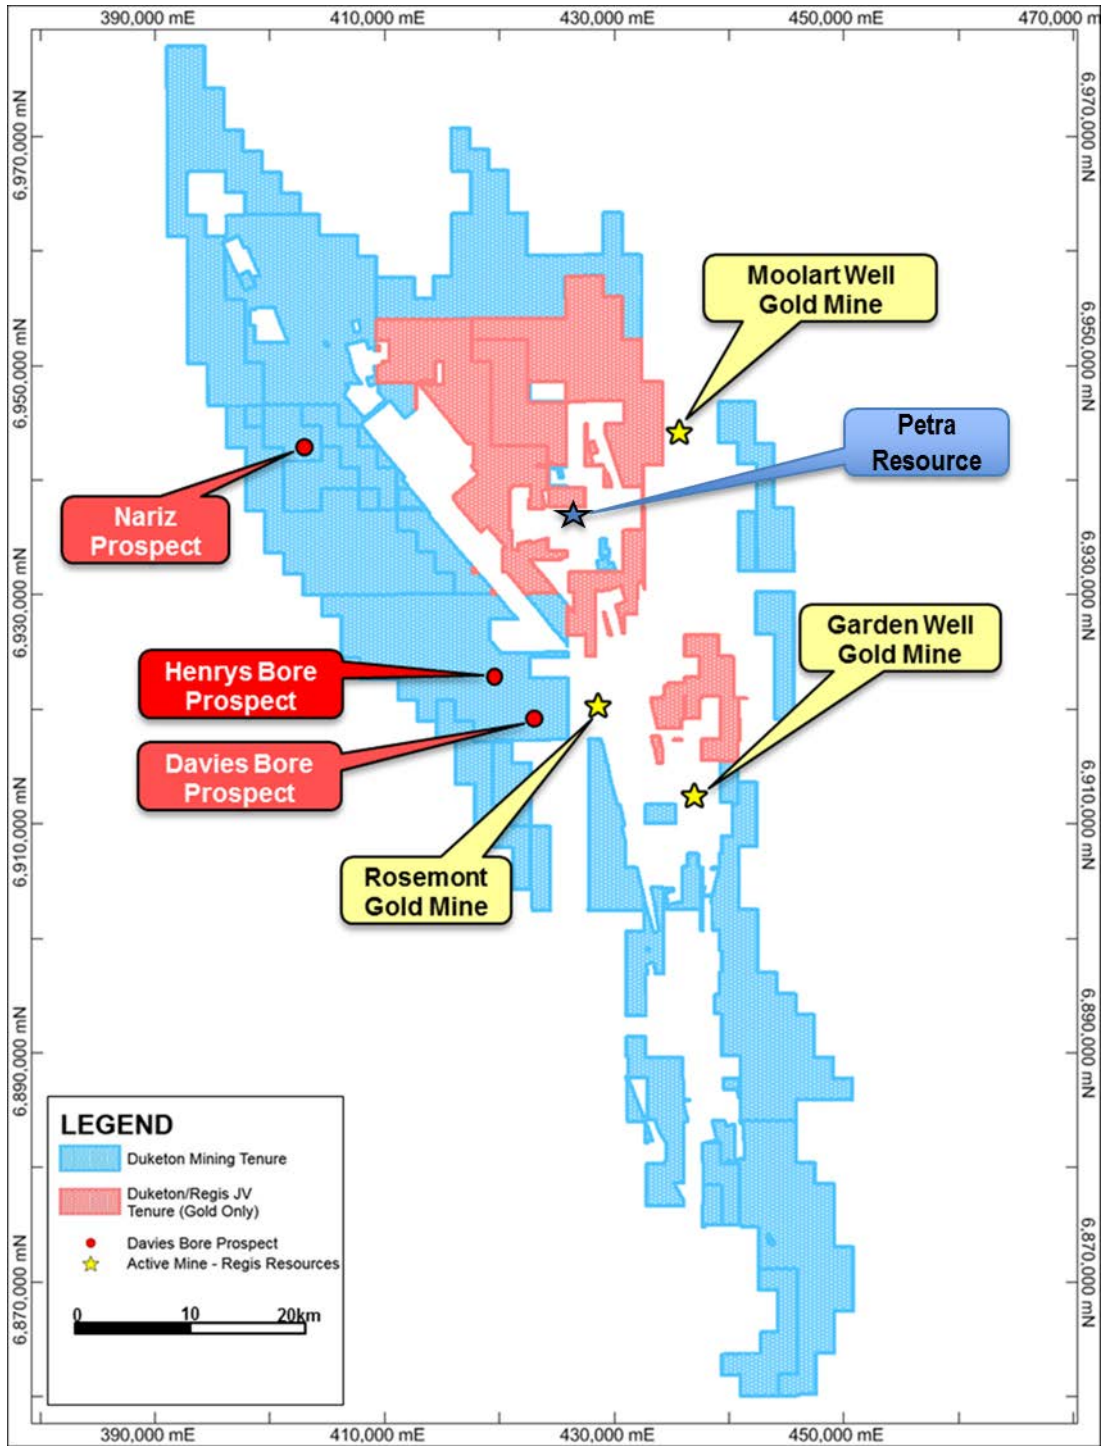 390,000 mE
410,000 mE
430,000 mE
450,000 mE
470,000 m
6,970,000 mN
6,970,000 mN
Moolart Well
Gold Mine
6,950,000 mN
6,950,000 mN
Petra
Resource
Nariz
Prospect
6,930,000 mN
6,930,000 mN
Garden Well
Gold Mine
Henrys Bore
Prospect
Davies Bore
Prospect
6,910,000 mN
6,910,000 mN
Rosemont
Gold Mine
6,890,000 mN
6,890,000 mN
LEGEND
Duketon Mining Tenure
Duketon/Regis JV
Tenure (Gold Only)
Davies Bore Prospect
Active Mine - Regis Resources
6,870,000 mN
6,870,000 mN
0 10 20km
390,000 mE
410,000 mE
430,000 mE
450,000 mE